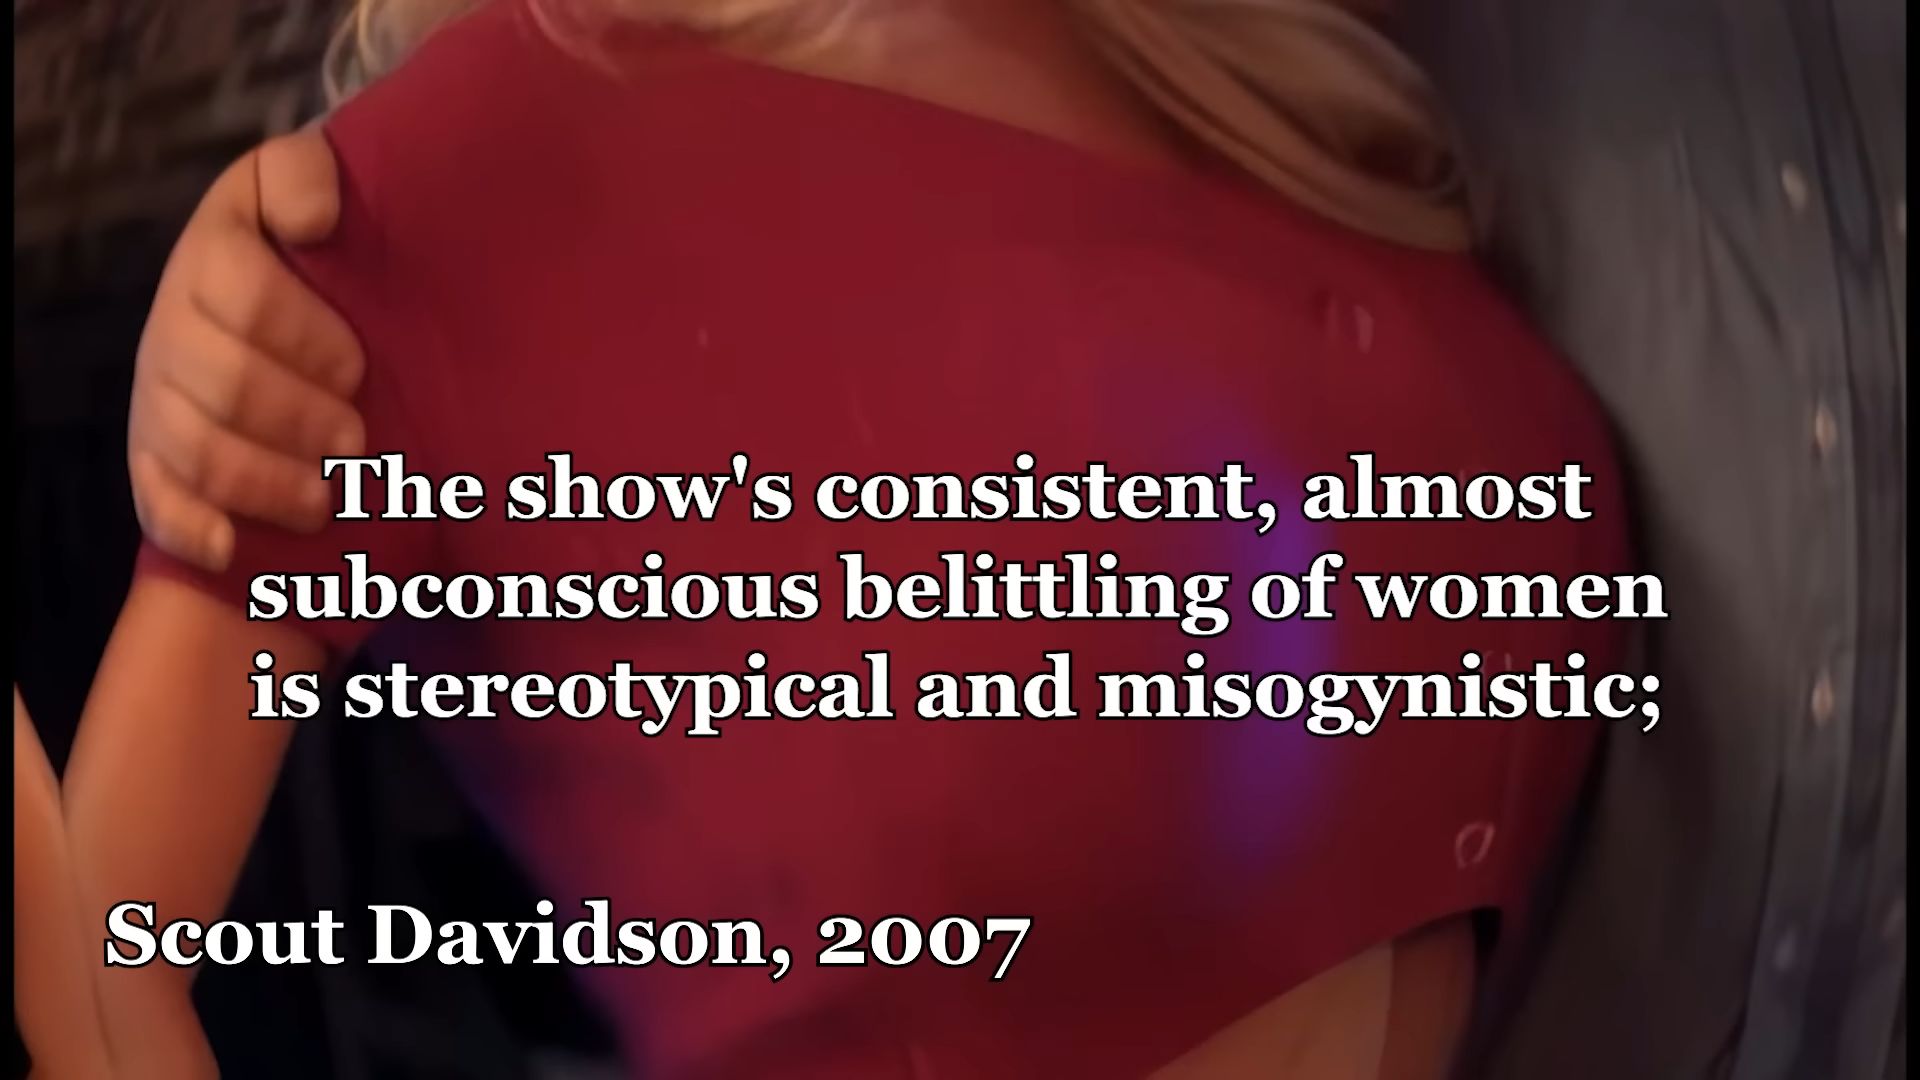 The show's consistent, almost
subconscious belittling of women
is stereotypical and misogynistic;
Scout Davidson, 2007